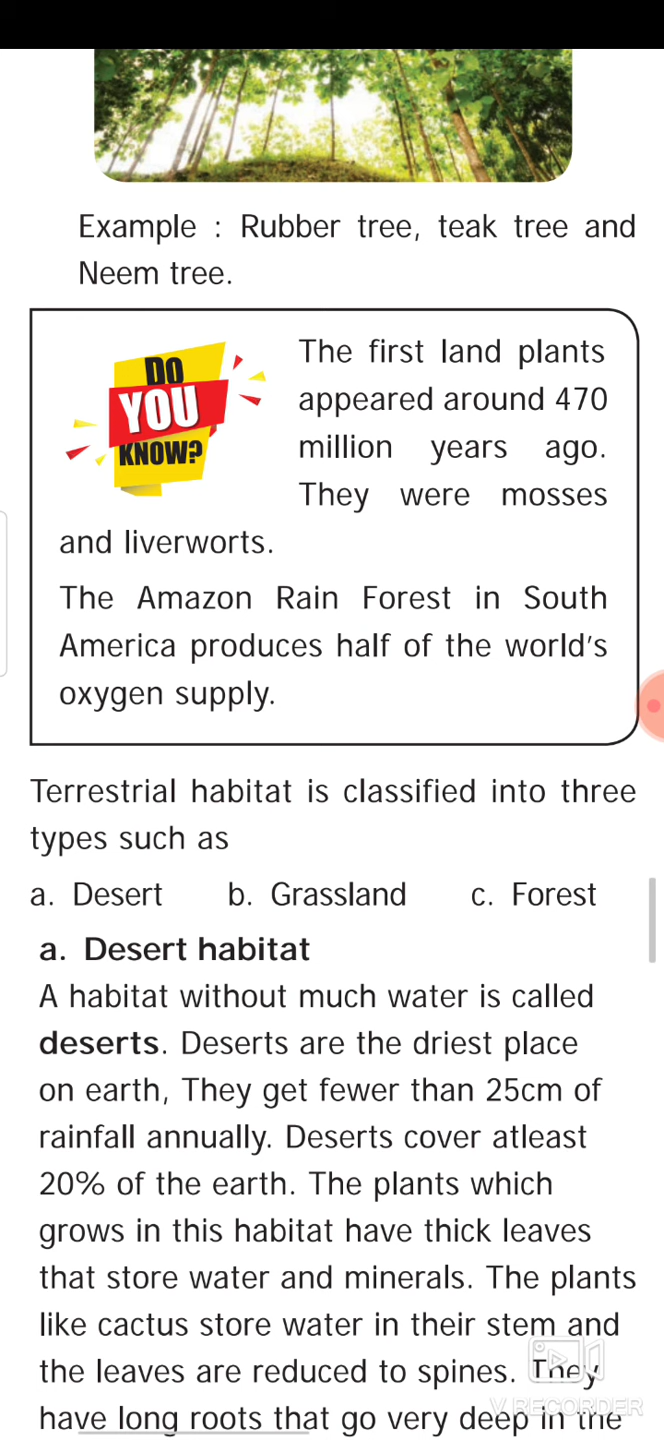 Example : Rubber tree, teak tree and
Neem tree.
DO
YOU
KNOW?
The first land plants
appeared around 470
million years ago.
They were mosses
and liverworts.
The Amazon Rain Forest in South
America produces half of the world's
oxygen supply.
Terrestrial habitat is classified into three
types such as
a. Desert b. Grassland c. Forest
a. Desert habitat
A habitat without much water is called
deserts. Deserts are the driest place
on earth, They get fewer than 25cm of
rainfall annually. Deserts cover atleast
20% of the earth. The plants which
grows in this habitat have thick leaves
that store water and minerals. The plants
like cactus store water in their stem and
the leaves are reduced to spines. They
have long roots that go very deep in the
V RECORDER